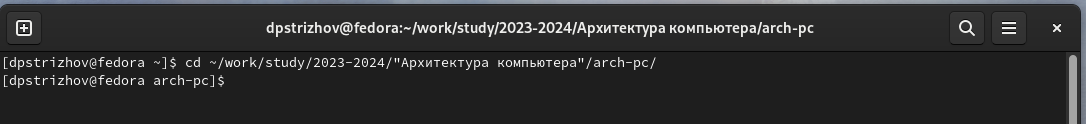 dpstrizhov@fedora:~/work/study/2023-2024/Архитектура компьютера/arch-pc
[dpstrizhov@fedora ~]$ cd ~/work/study/2023-2024/"Архитектура компьютера"/arch-pc/
[dpstrizhov@fedora arch-pc]$